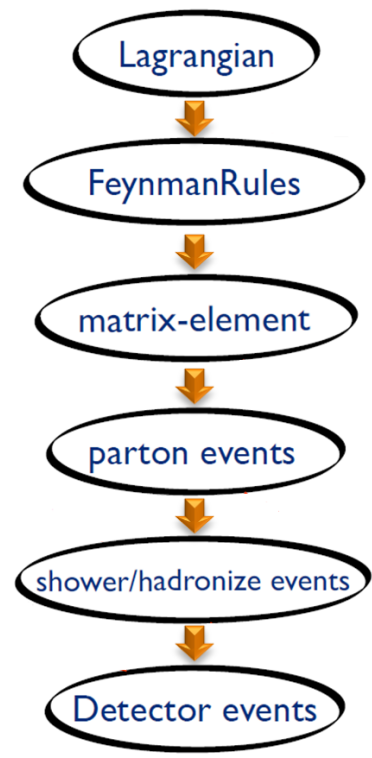 Lagrangian
FeynmanRules
matrix-element
parton events
shower/hadronize events
Detector events